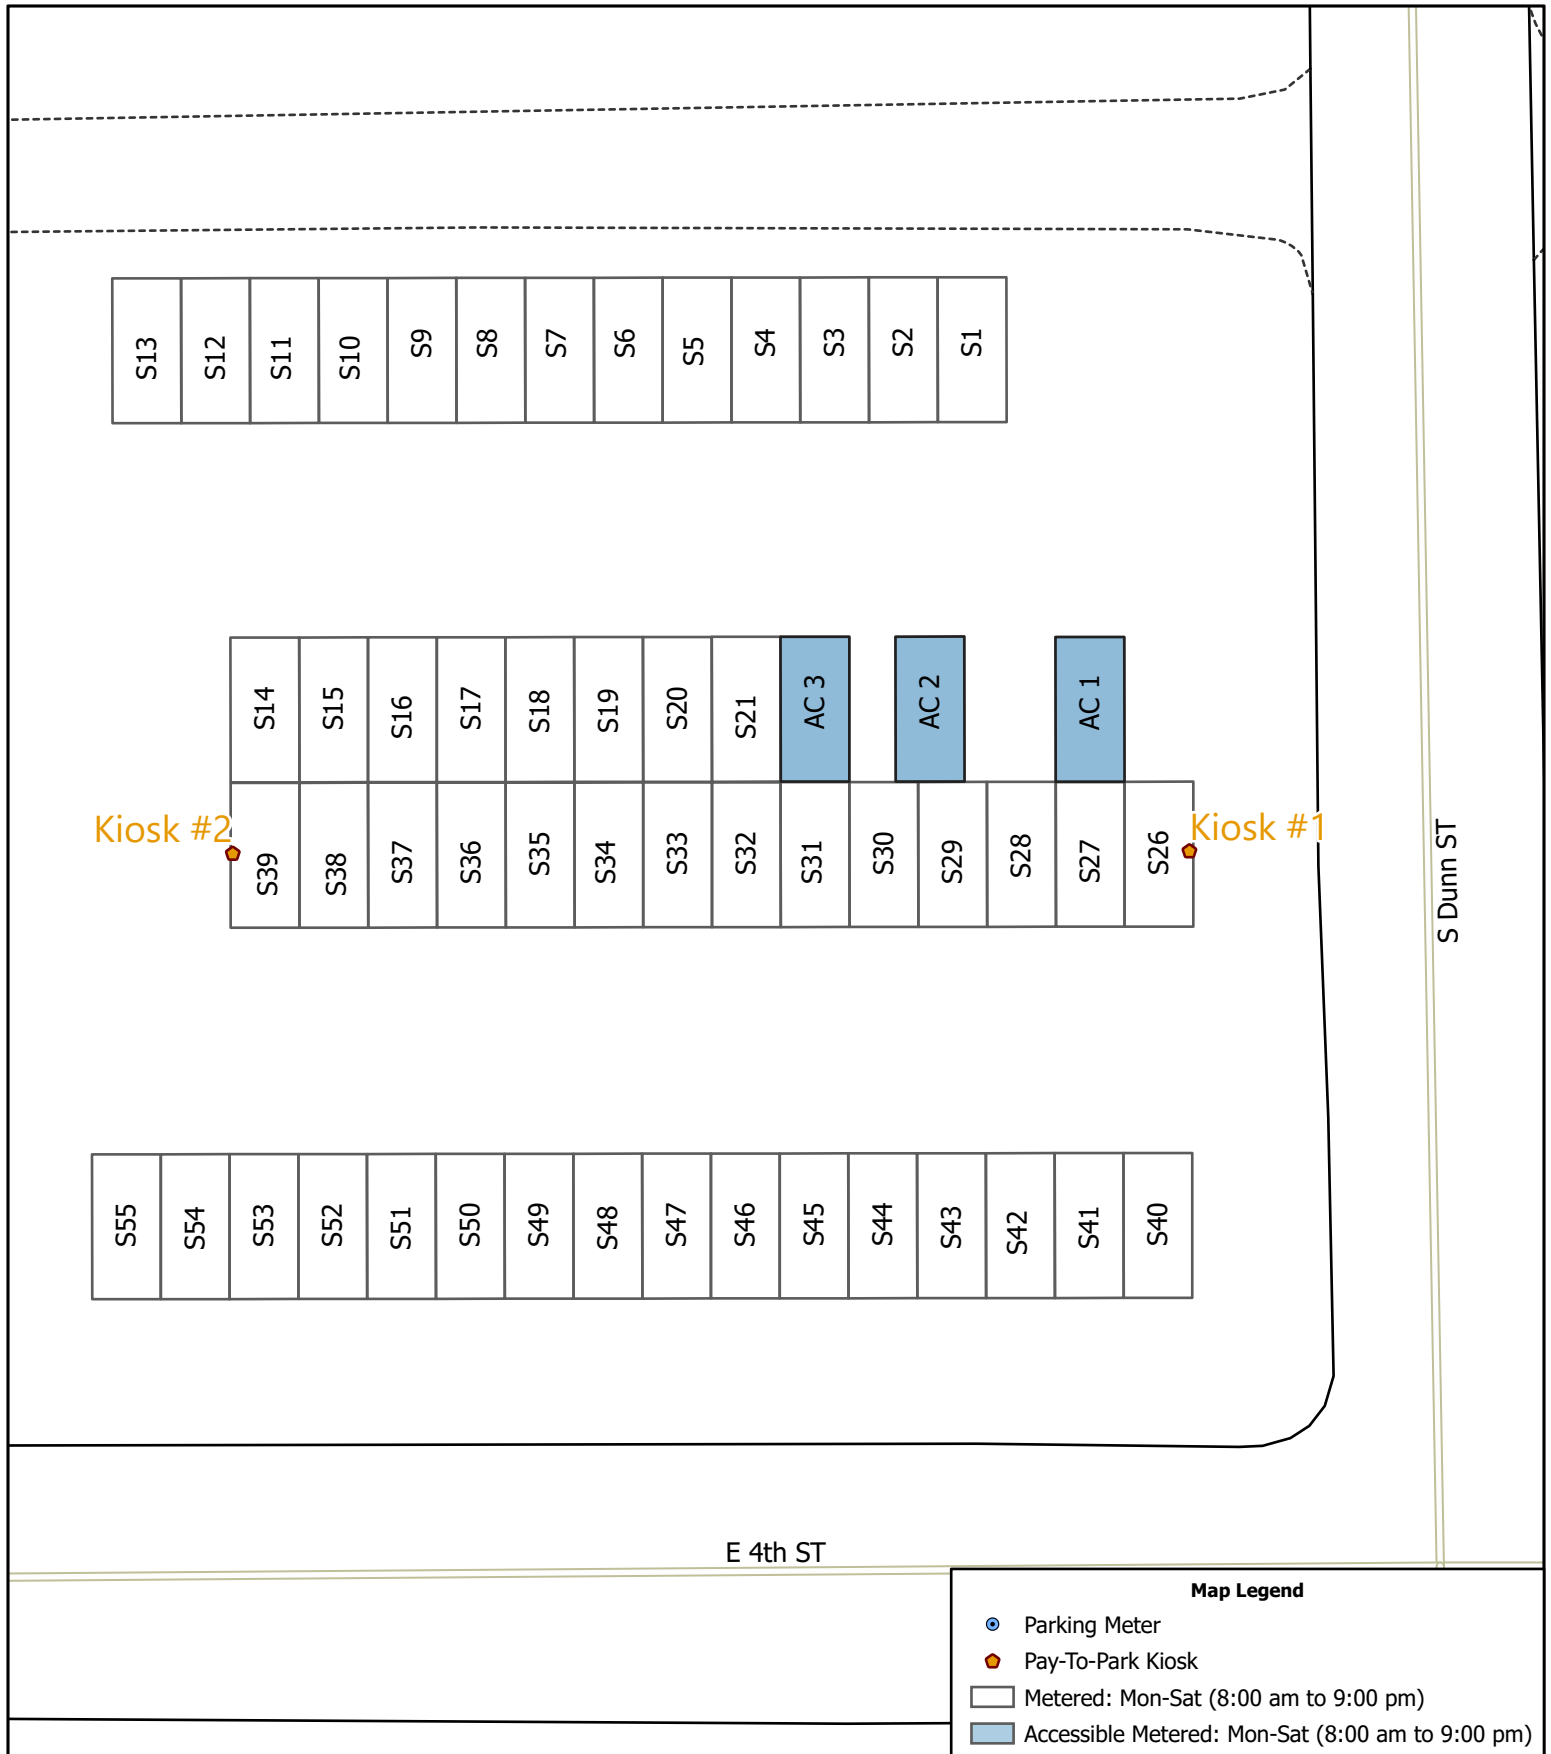 S13
S12
S11
S10
S9
S8
S7
S6
S5
S4
S3
S2
S1
S14
S15
S16
S17
S18
S19
S20
S21
AC 3
AC 2
AC 1
Kiosk #2
Kiosk #1
S39
S38
S37
S36
S35
S34
S33
S32
S31
S30
S29
S28
S27
S26
S Dunn ST
S55
S54
S53
S52
S51
S50
S49
S48
S47
S46
S45
S44
S43
S42
S41
S40
E 4th ST
Map Legend
Parking Meter
Pay-To-Park Kiosk
Metered: Mon-Sat (8:00 am to 9:00 pm)
Accessible Metered: Mon-Sat (8:00 am to 9:00 pm)